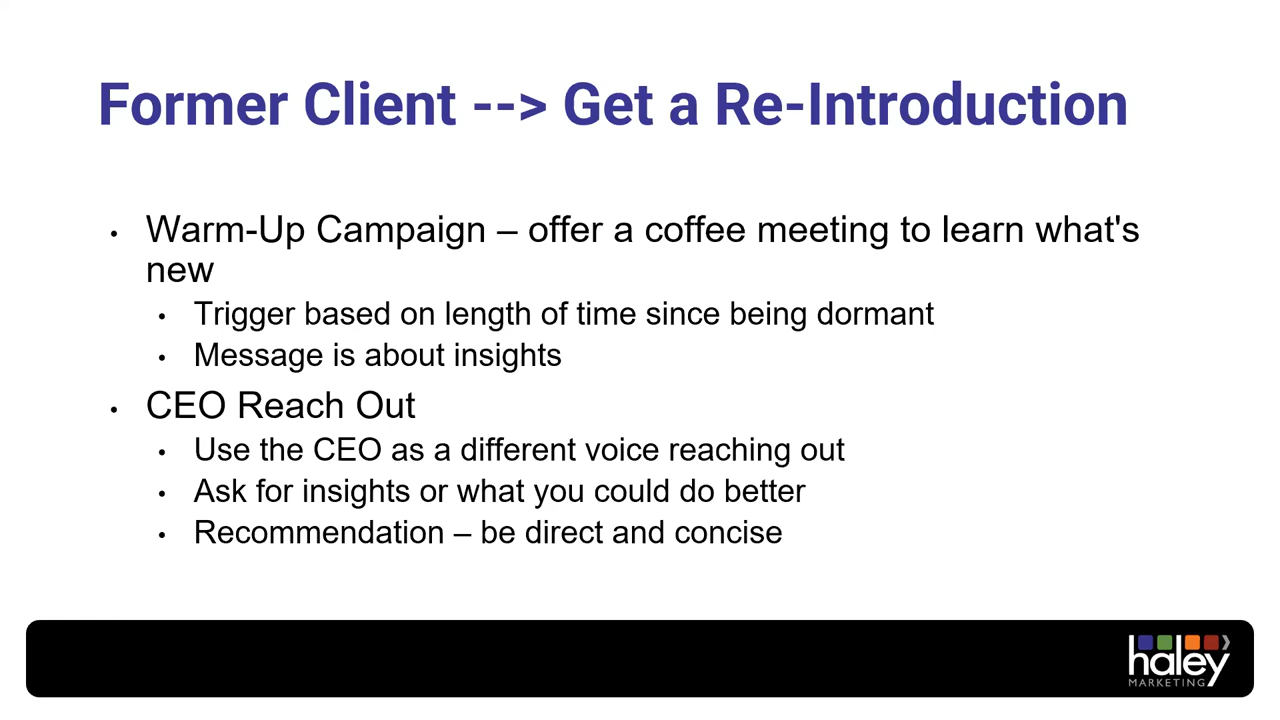 Former Client --> Get a Re-Introduction
• Warm-Up Campaign – offer a coffee meeting to learn what's
new
• Trigger based on length of time since being dormant
• Message is about insights
• CEO Reach Out
• Use the CEO as a different voice reaching out
• Ask for insights or what you could do better
• Recommendation – be direct and concise
haley
MARKETING